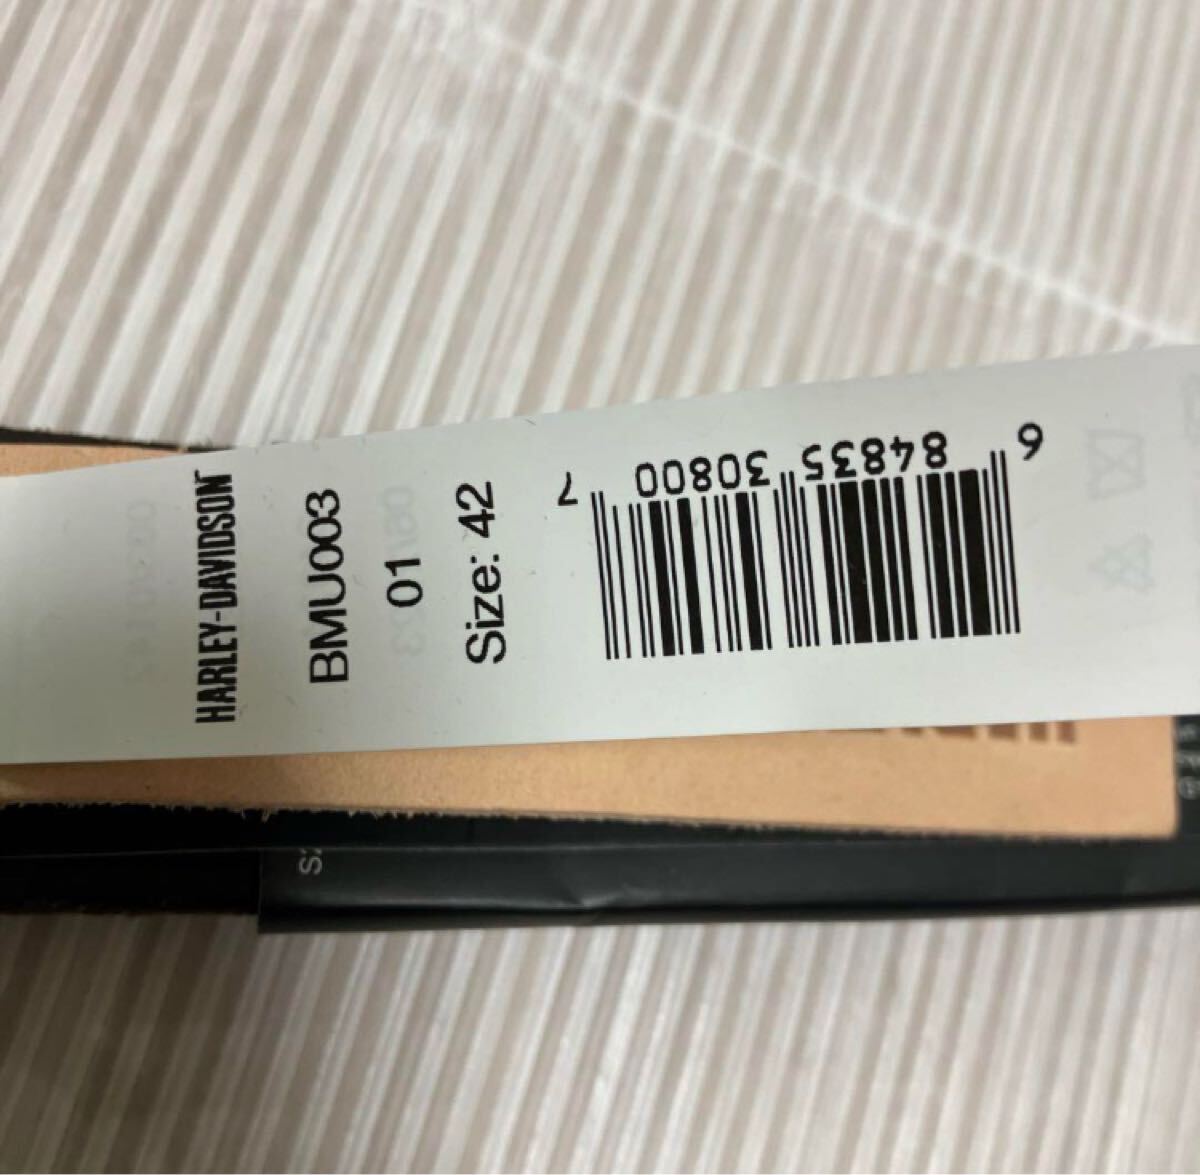 HARLEY-DAVIDSON
BMU003
01
Size: 42
6 84835 30800 7